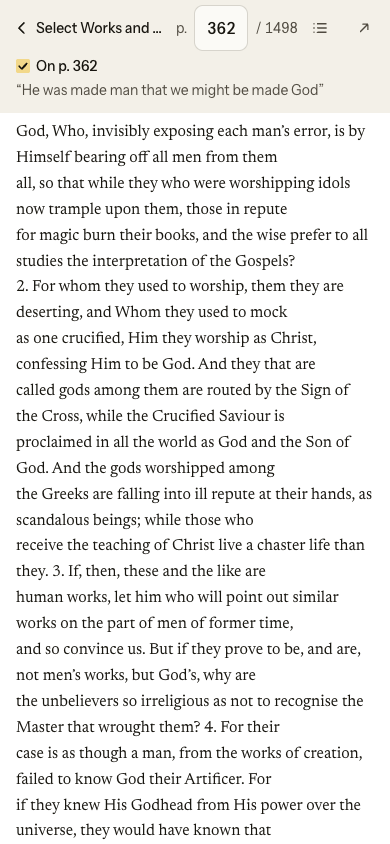 Select Works and ... p. 362 / 1498
On p. 362
“He was made man that we might be made God”
God, Who, invisibly exposing each man's error, is by
Himself bearing off all men from them
all, so that while they who were worshipping idols
now trample upon them, those in repute
for magic burn their books, and the wise prefer to all
studies the interpretation of the Gospels?
2. For whom they used to worship, them they are
deserting, and Whom they used to mock
as one crucified, Him they worship as Christ,
confessing Him to be God. And they that are
called gods among them are routed by the Sign of
the Cross, while the Crucified Saviour is
proclaimed in all the world as God and the Son of
God. And the gods worshipped among
the Greeks are falling into ill repute at their hands, as
scandalous beings; while those who
receive the teaching of Christ live a chaster life than
they. 3. If, then, these and the like are
human works, let him who will point out similar
works on the part of men of former time,
and so convince us. But if they prove to be, and are,
not men's works, but God's, why are
the unbelievers so irreligious as not to recognise the
Master that wrought them? 4. For their
case is as though a man, from the works of creation,
failed to know God their Artificer. For
if they knew His Godhead from His power over the
universe, they would have known that